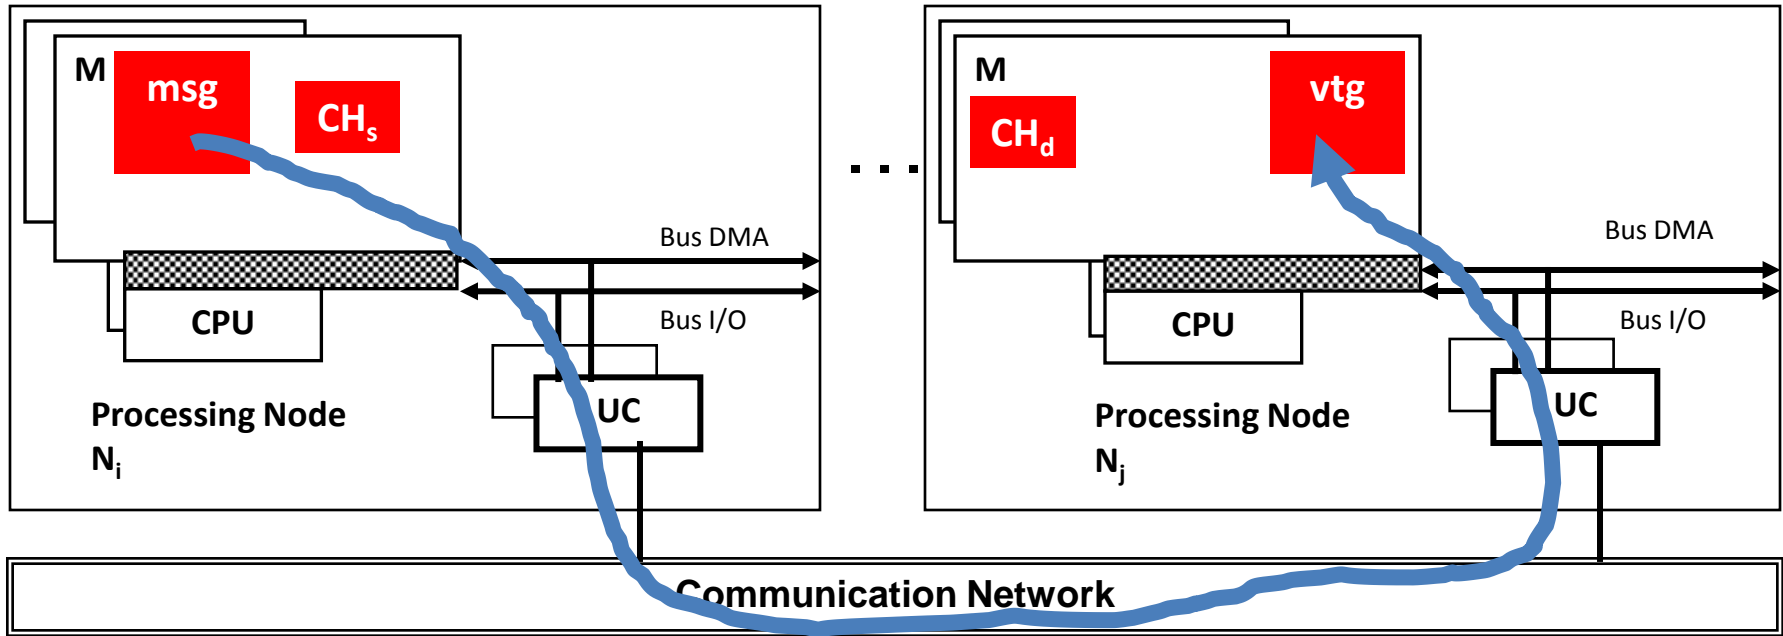 M
msg
CHs
Bus DMA
Bus I/O
CPU
UC
Processing Node
Ni
M
CHd
vtg
Bus DMA
Bus I/O
CPU
UC
Processing Node
Nj
Communication Network